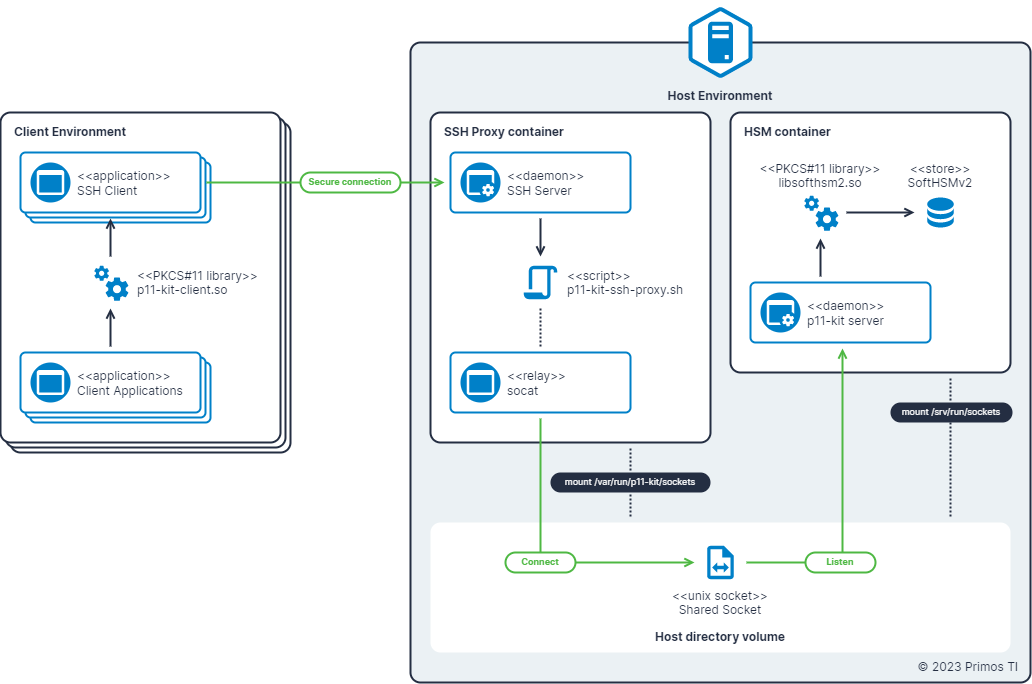 Host Environment
Client Environment
<<application>>
SSH Client
<<PKCS#11 library>>
p11-kit-client.so
<<application>>
Client Applications
Secure connection
SSH Proxy container
<<daemon>>
SSH Server
<<script>>
p11-kit-ssh-proxy.sh
<<relay>>
socat
HSM container
<<PKCS#11 library>>
libsofthsm2.so
<<store>>
SoftHSMv2
<<daemon>>
p11-kit server
mount /srv/run/sockets
mount /var/run/p11-kit/sockets
Connect
Listen
<<unix socket>>
Shared Socket
Host directory volume
© 2023 Primos TI